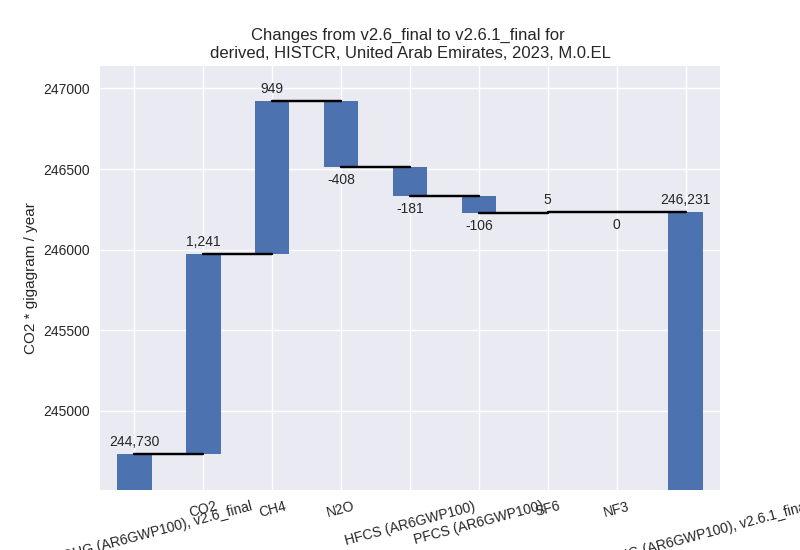 Changes from v2.6_final to v2.6.1_final for
derived, HISTCR, United Arab Emirates, 2023, M.0.EL
CO2 * gigagram / year
247000
246500
246000
245500
245000
244,730
1,241
949
-408
-181
-106
5
0
246,231
(AR6GWP100), v2.6_final
CO2
CH4
N2O
HFCS (AR6GWP100)
PFCS (AR6GWP100)
SF6
NF3
(AR6GWP100), v2.6.1_final